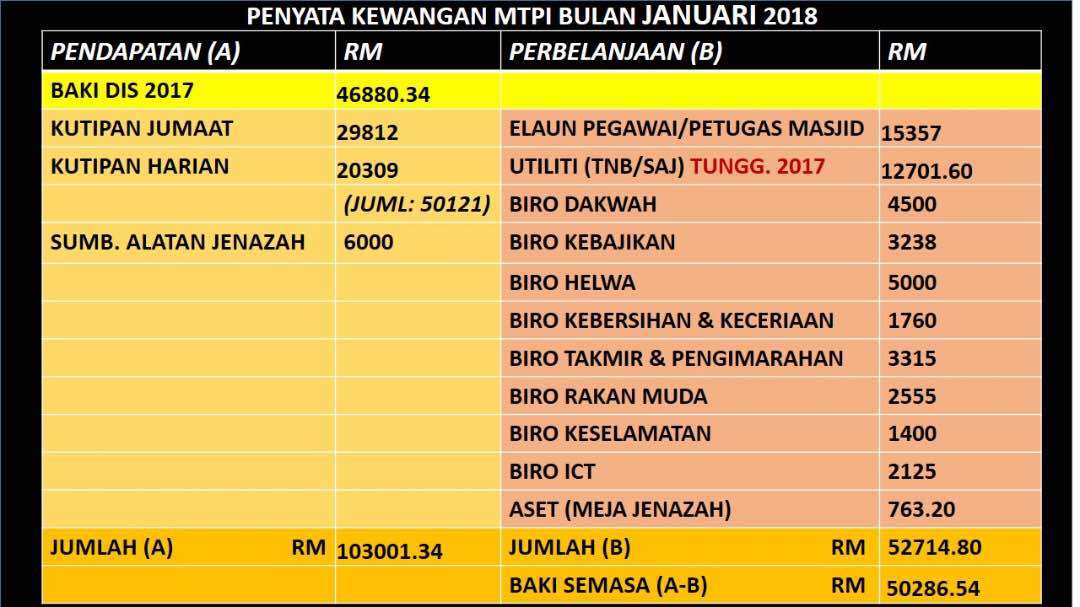 PENYATA KEWANGAN MTPI BULAN JANUARI 2018
PENDAPATAN (A) RM PERBELANJAAN (B) RM
BAKI DIS 2017 46880.34
KUTIPAN JUMAAT 29812 ELAUN PEGAWAI/PETUGAS MASJID 15357
KUTIPAN HARIAN 20309 UTILITI (TNB/SAJ) TUNGG. 2017 12701.60
(JUML: 50121) BIRO DAKWAH 4500
SUMB. ALATAN JENAZAH 6000 BIRO KEBAJIKAN 3238
BIRO HELWA 5000
BIRO KEBERSIHAN & KECERIAAN 1760
BIRO TAKMIR & PENGIMARAHAN 3315
BIRO RAKAN MUDA 2555
BIRO KESELAMATAN 1400
BIRO ICT 2125
ASET (MEJA JENAZAH) 763.20
JUMLAH (A) RM 103001.34 JUMLAH (B) RM 52714.80
BAKI SEMASA (A-B) RM 50286.54